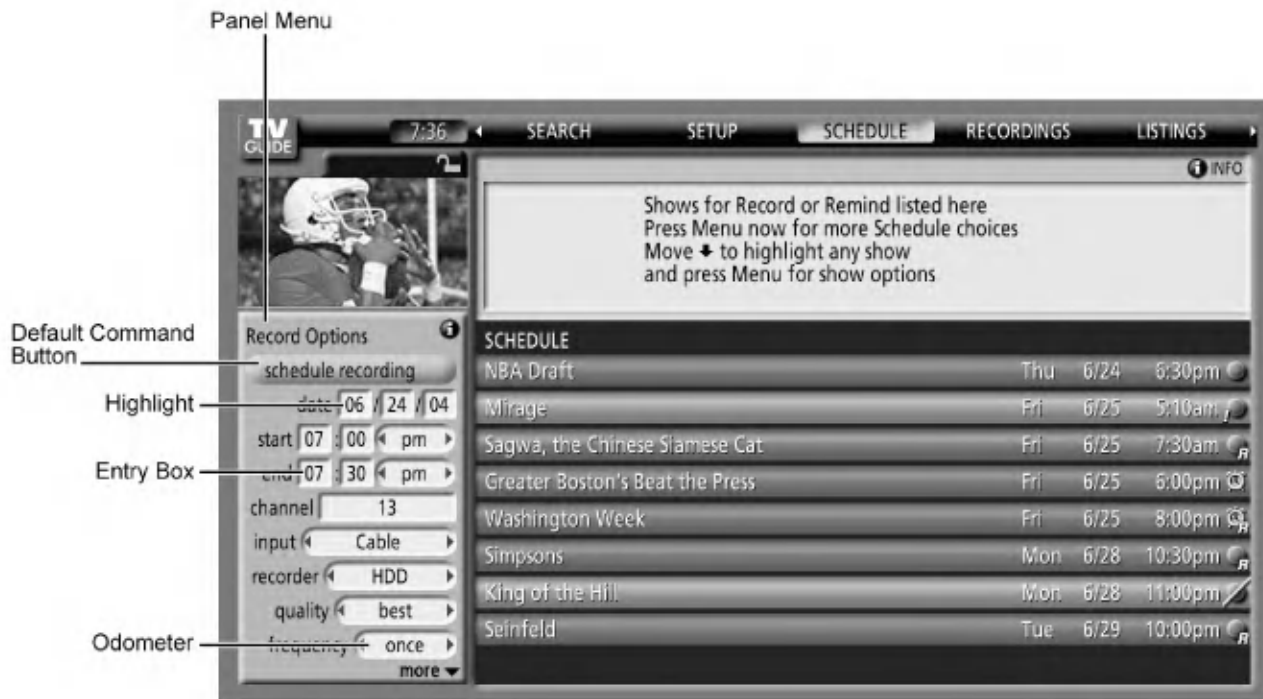 Panel Menu
TV GUIDE
7:36
SEARCH SETUP SCHEDULE RECORDINGS LISTINGS
INFO
Shows for Record or Remind listed here
Press Menu now for more Schedule choices
Move to highlight any show
and press Menu for show options
Default Command
Button
Record Options
schedule recording
Highlight
date 06 / 24 / 04
start 07 : 00 pm
Entry Box
end 07 : 30 pm
channel 13
input Cable
recorder HDD
quality best
Odometer
frequency once
more
SCHEDULE
NBA Draft Thu 6/24 6:30pm
Mirage Fri 6/25 5:10am
Sagwa, the Chinese Siamese Cat Fri 6/25 7:30am R
Greater Boston's Beat the Press Fri 6/25 6:00pm
Washington Week Fri 6/25 8:00pm R
Simpsons Mon 6/28 10:30pm R
King of the Hill Mon 6/28 11:00pm
Seinfeld Tue 6/29 10:00pm R